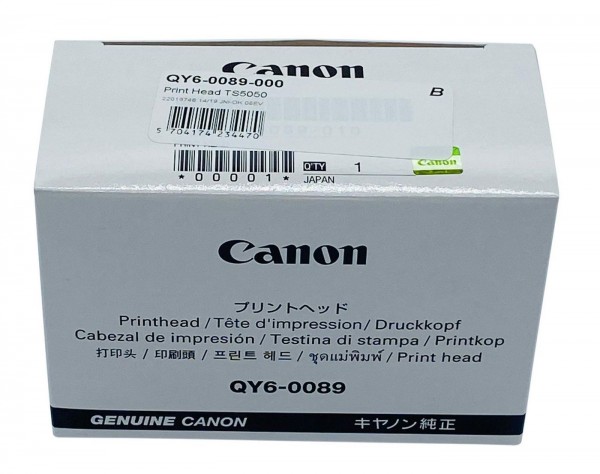 Canon
QY6-0089-000
Print Head TS5050
B
5 704174 234470
*00001*
Q'TY 1
JAPAN
Canon
Canon
プリントヘッド
Printhead / Tête d'impression / Druckkopf
Cabezal de impresión / Testina di stampa / Printkop
打印头 / 印刷頭 / 프린트 헤드 / ชุดแม่พิมพ์ / Print head
QY6-0089
GENUINE CANON
キヤノン純正